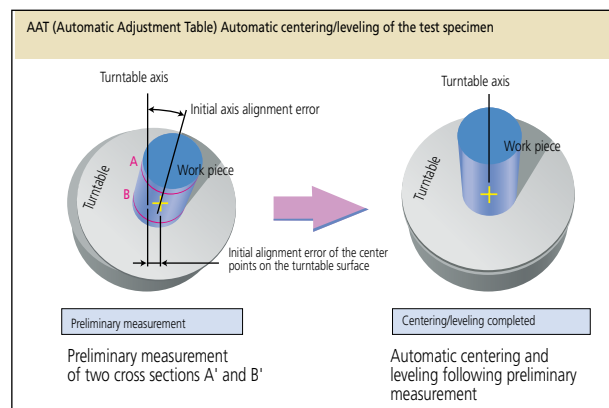 AAT (Automatic Adjustment Table) Automatic centering/leveling of the test specimen
Turntable axis
Initial axis alignment error
A
B
Work piece
Turntable
Initial alignment error of the center
points on the turntable surface
Preliminary measurement
Preliminary measurement
of two cross sections A' and B'
Turntable axis
Work piece
Turntable
Centering/leveling completed
Automatic centering and
leveling following preliminary
measurement